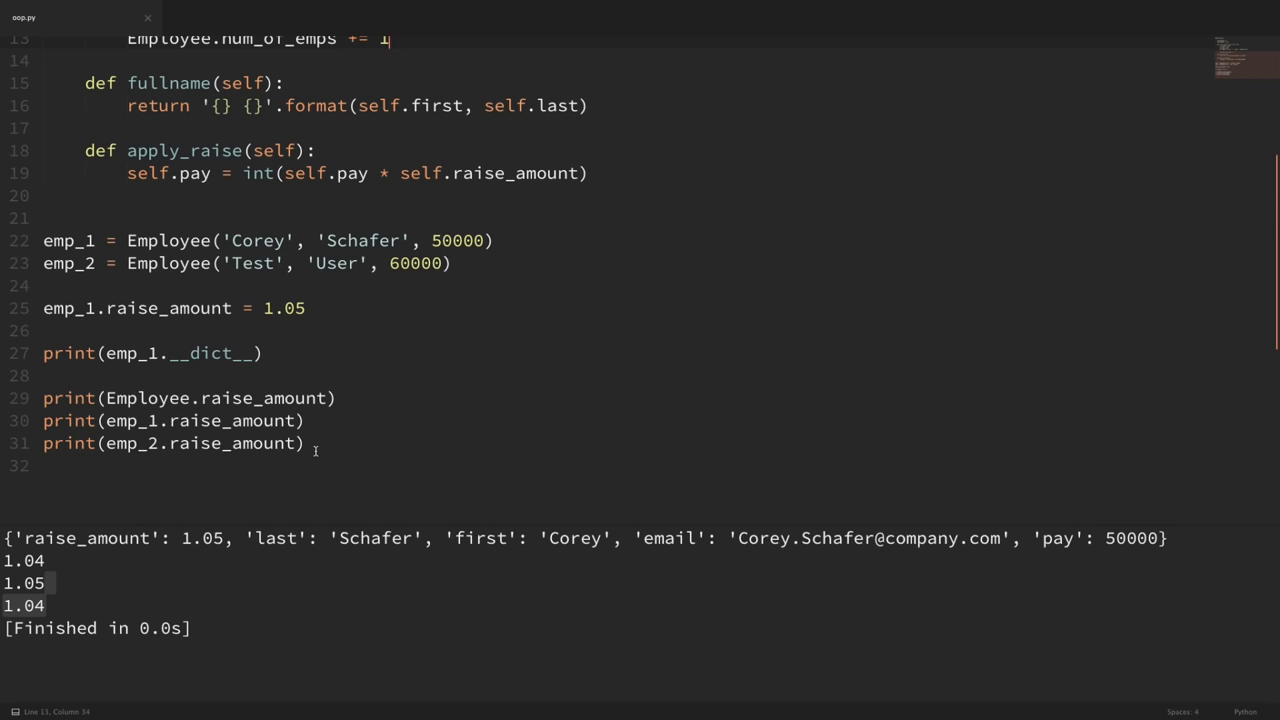 oop.py ×
13         Employee.num_of_emps += 1
14
15     def fullname(self):
16         return '{} {}'.format(self.first, self.last)
17
18     def apply_raise(self):
19         self.pay = int(self.pay * self.raise_amount)
20
21
22 emp_1 = Employee('Corey', 'Schafer', 50000)
23 emp_2 = Employee('Test', 'User', 60000)
24
25 emp_1.raise_amount = 1.05
26
27 print(emp_1.__dict__)
28
29 print(Employee.raise_amount)
30 print(emp_1.raise_amount)
31 print(emp_2.raise_amount)
32
{'raise_amount': 1.05, 'last': 'Schafer', 'first': 'Corey', 'email': 'Corey.Schafer@company.com', 'pay': 50000}
1.04
1.05
1.04
[Finished in 0.0s]
Line 13, Column 34 Spaces: 4 Python